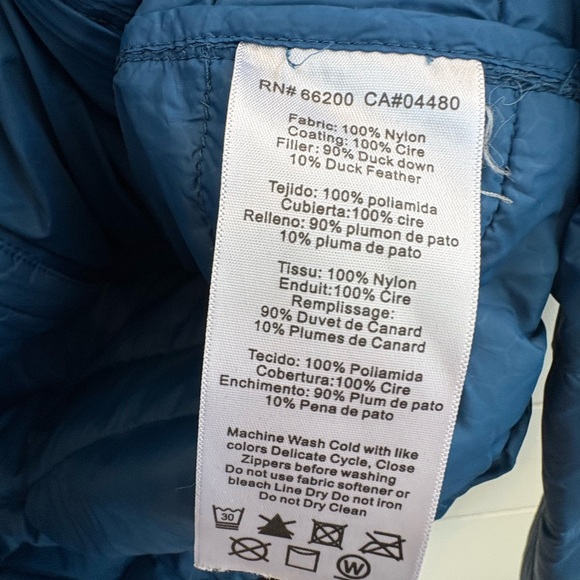 RN# 66200 CA#04480
Fabric: 100% Nylon
Coating: 100% Cire
Filler: 90% Duck down
10% Duck Feather
Tejido: 100% poliamida
Cubierta:100% cire
Relleno: 90% plumon de pato
10% pluma de pato
Tissu: 100% Nylon
Enduit:100% Cire
Remplissage:
90% Duvet de Canard
10% Plumes de Canard
Tecido: 100% Poliamida
Cobertura:100% Cire
Enchimento: 90% Plum de pato
10% Pena de pato
Machine Wash Cold with like
colors Delicate Cycle, Close
Zippers before washing
Do not use fabric softener or
bleach Line Dry Do not iron
Do not Dry Clean
30
W